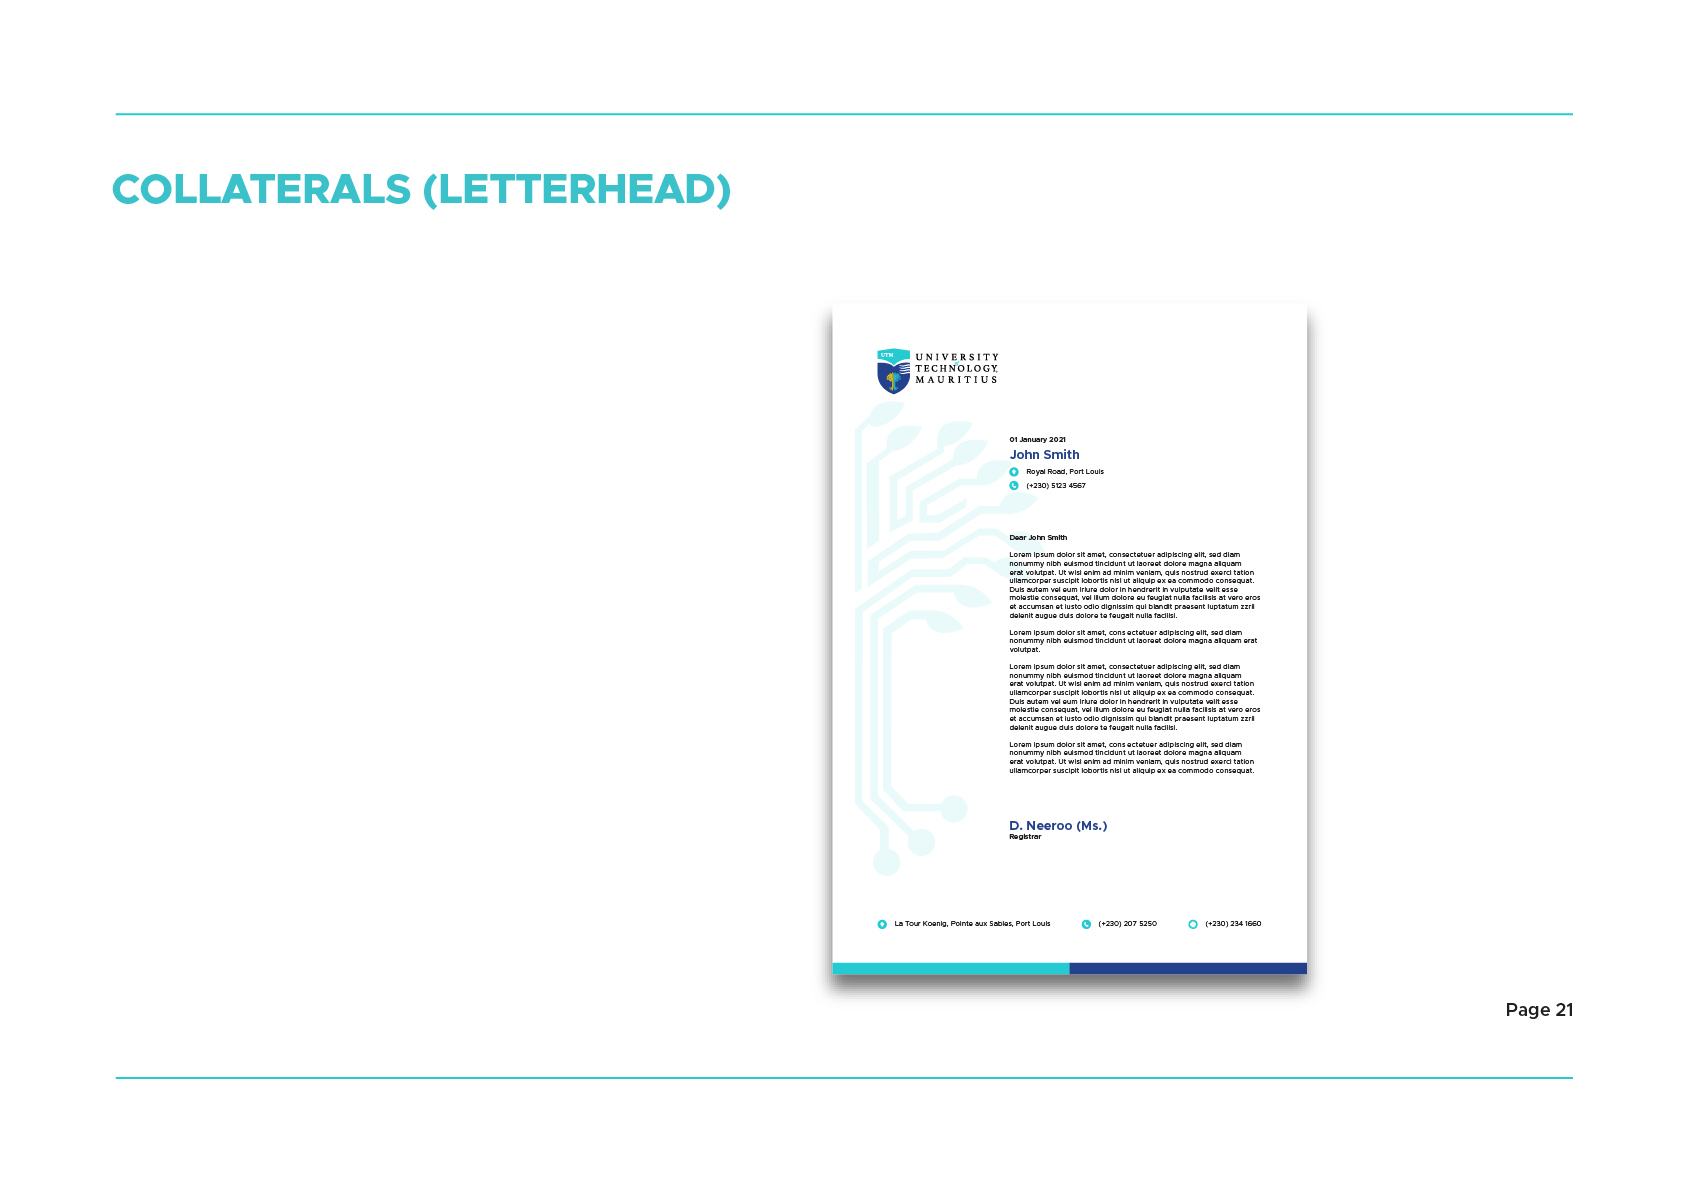 COLLATERALS (LETTERHEAD)
UTM
UNIVERSITY
TECHNOLOGY,
MAURITIUS
01 January 2021
John Smith
Royal Road, Port Louis
(+230) 5123 4567
Dear John Smith
Lorem ipsum dolor sit amet, consectetuer adipiscing elit, sed diam
nonummy nibh euismod tincidunt ut laoreet dolore magna aliquam
erat volutpat. Ut wisi enim ad minim veniam, quis nostrud exerci tation
ullamcorper suscipit lobortis nisl ut aliquip ex ea commodo consequat.
Duis autem vel eum iriure dolor in hendrerit in vulputate velit esse
molestie consequat, vel illum dolore eu feugiat nulla facilisis at vero eros
et accumsan et iusto odio dignissim qui blandit praesent luptatum zzril
delenit augue duis dolore te feugait nulla facilisi.
Lorem ipsum dolor sit amet, cons ectetuer adipiscing elit, sed diam
nonummy nibh euismod tincidunt ut laoreet dolore magna aliquam erat
volutpat.
Lorem ipsum dolor sit amet, consectetuer adipiscing elit, sed diam
nonummy nibh euismod tincidunt ut laoreet dolore magna aliquam
erat volutpat. Ut wisi enim ad minim veniam, quis nostrud exerci tation
ullamcorper suscipit lobortis nisl ut aliquip ex ea commodo consequat.
Duis autem vel eum iriure dolor in hendrerit in vulputate velit esse
molestie consequat, vel illum dolore eu feugiat nulla facilisis at vero eros
et accumsan et iusto odio dignissim qui blandit praesent luptatum zzril
delenit augue duis dolore te feugait nulla facilisi.
Lorem ipsum dolor sit amet, cons ectetuer adipiscing elit, sed diam
nonummy nibh euismod tincidunt ut laoreet dolore magna aliquam
erat volutpat. Ut wisi enim ad minim veniam, quis nostrud exerci tation
ullamcorper suscipit lobortis nisl ut aliquip ex ea commodo consequat.
D. Neeroo (Ms.)
Registrar
La Tour Koenig, Pointe aux Sables, Port Louis (+230) 207 5250 (+230) 234 1660
Page 21